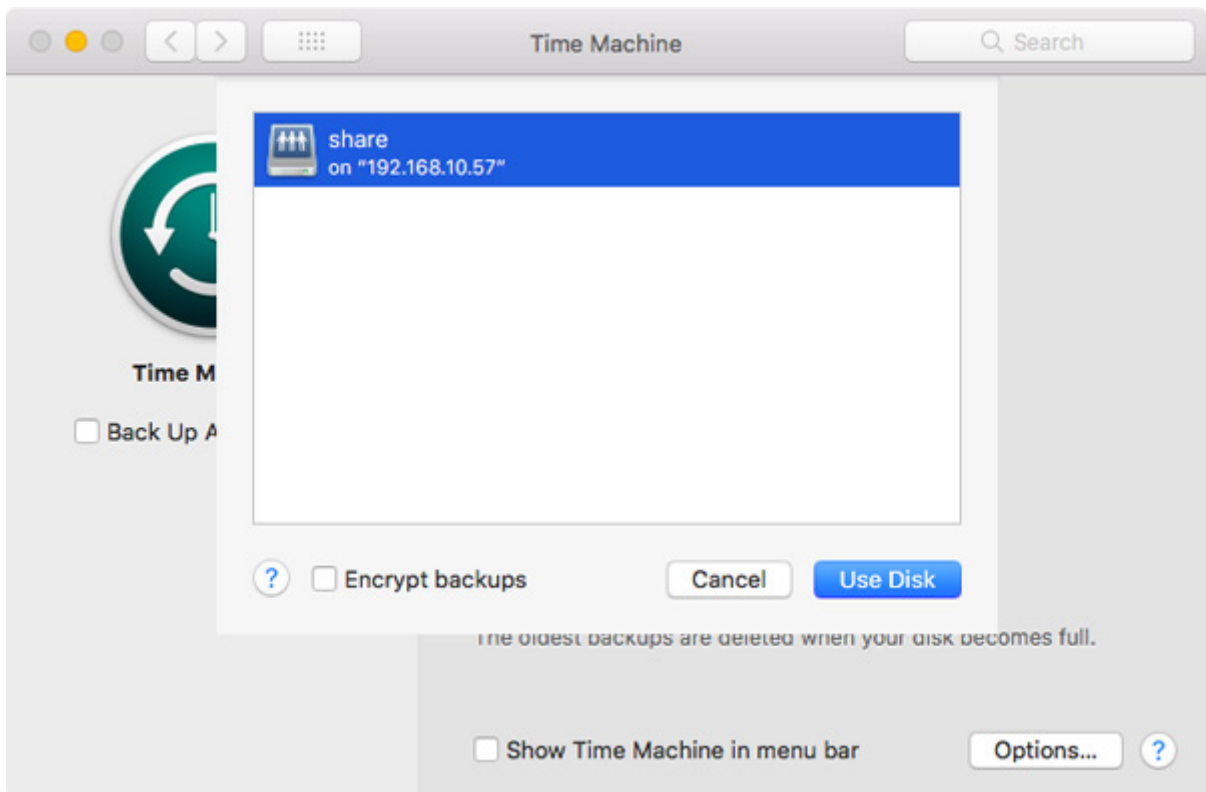 Time Machine
Search
share
on "192.168.10.57"
Time M
Back Up A
?
Encrypt backups
Cancel
Use Disk
The oldest backups are deleted when your disk becomes full.
Show Time Machine in menu bar
Options...
?